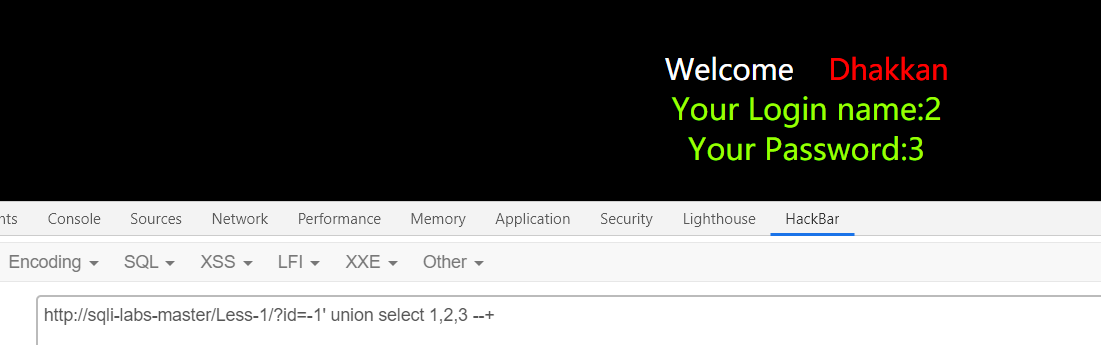 Welcome Dhakkan
Your Login name:2
Your Password:3
nts Console Sources Network Performance Memory Application Security Lighthouse HackBar
Encoding SQL XSS LFI XXE Other
http://sqli-labs-master/Less-1/?id=-1' union select 1,2,3 --+